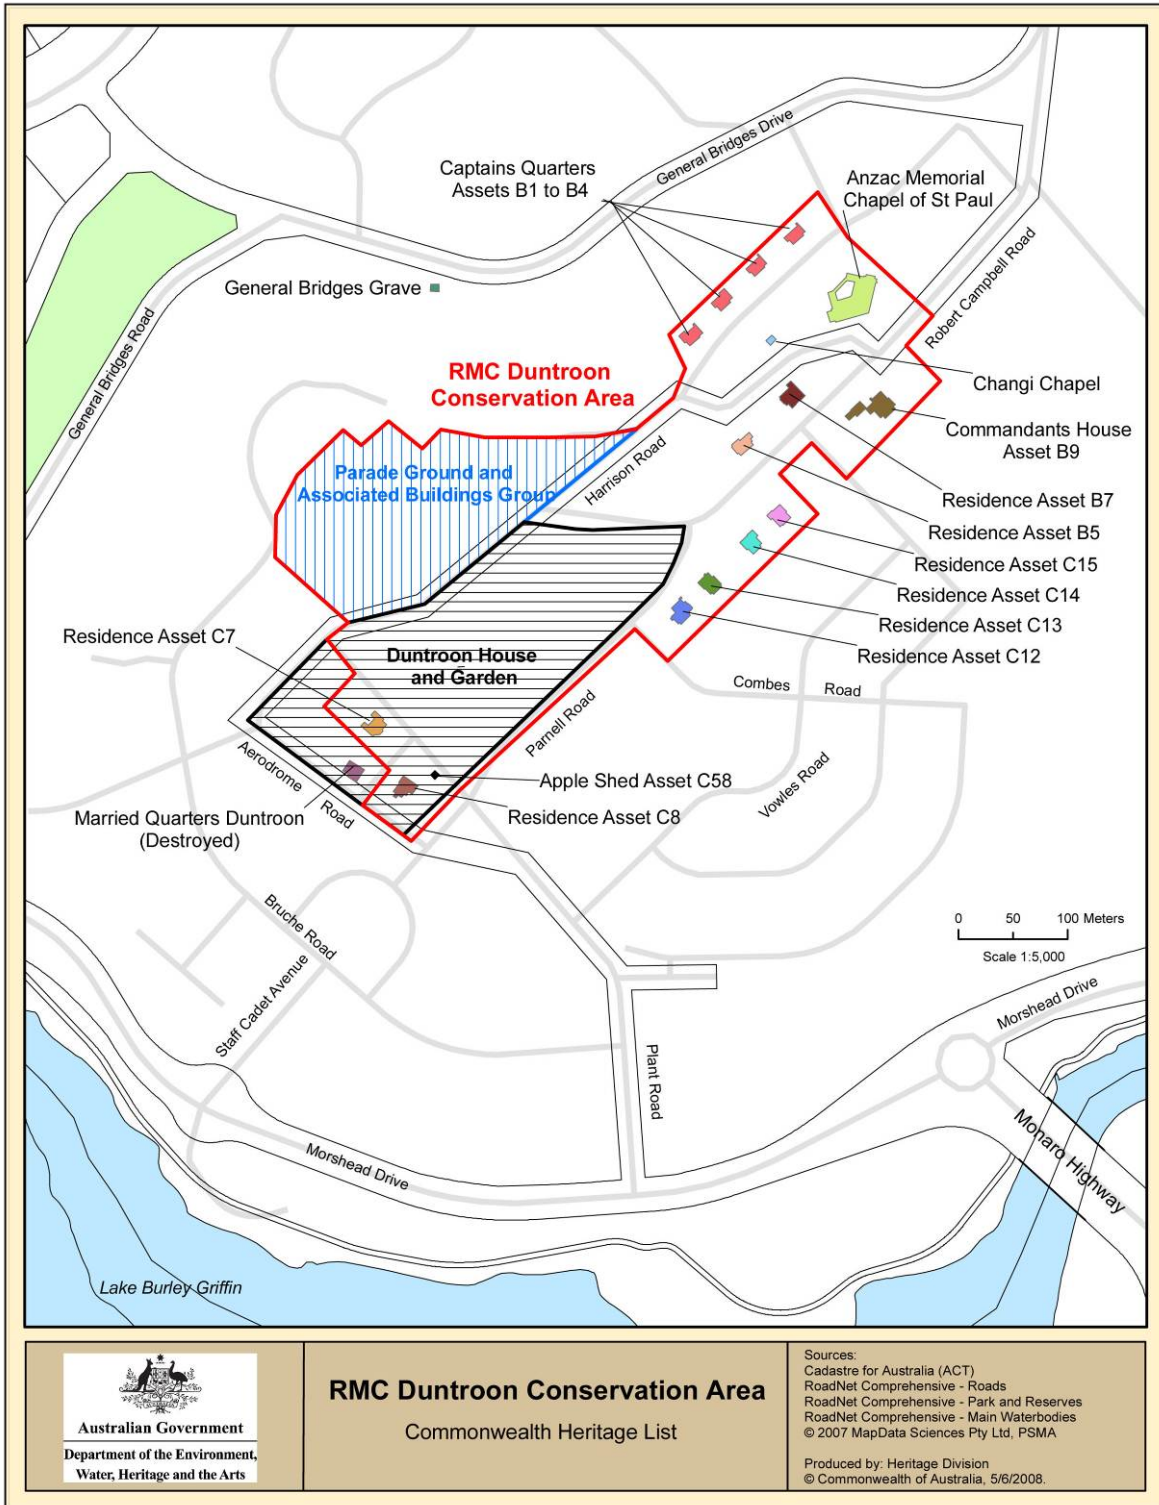 General Bridges Drive
Captains Quarters
Assets B1 to B4
Anzac Memorial
Chapel of St Paul
General Bridges Grave
Robert Campbell Road
General Bridges Road
RMC Duntroon
Conservation Area
Changi Chapel
Commandants House
Asset B9
Parade Ground and
Associated Buildings Group
Harrison Road
Residence Asset B7
Residence Asset B5
Residence Asset C15
Residence Asset C14
Residence Asset C13
Residence Asset C12
Residence Asset C7
Duntroon House
and Garden
Combes Road
Parnell Road
Aerodrome Road
Apple Shed Asset C58
Vowles Road
Married Quarters Duntroon
(Destroyed)
Residence Asset C8
Bruche Road
0 50 100 Meters
Scale 1:5,000
Staff Cadet Avenue
Morshead Drive
Plant Road
Monaro Highway
Morshead Drive
Lake Burley Griffin
Australian Government
Department of the Environment,
Water, Heritage and the Arts
RMC Duntroon Conservation Area
Commonwealth Heritage List
Sources:
Cadastre for Australia (ACT)
RoadNet Comprehensive - Roads
RoadNet Comprehensive - Park and Reserves
RoadNet Comprehensive - Main Waterbodies
© 2007 MapData Sciences Pty Ltd, PSMA
Produced by: Heritage Division
© Commonwealth of Australia, 5/6/2008.